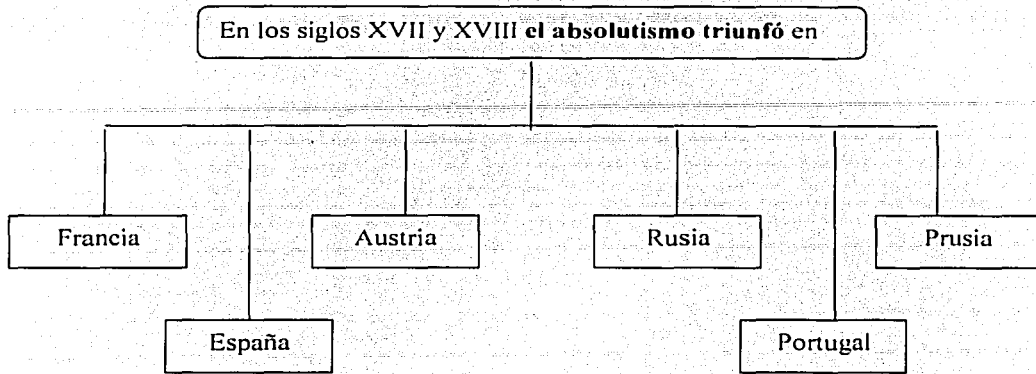 En los siglos XVII y XVIII el absolutismo triunfó en
Francia
Austria
Rusia
Prusia
España
Portugal